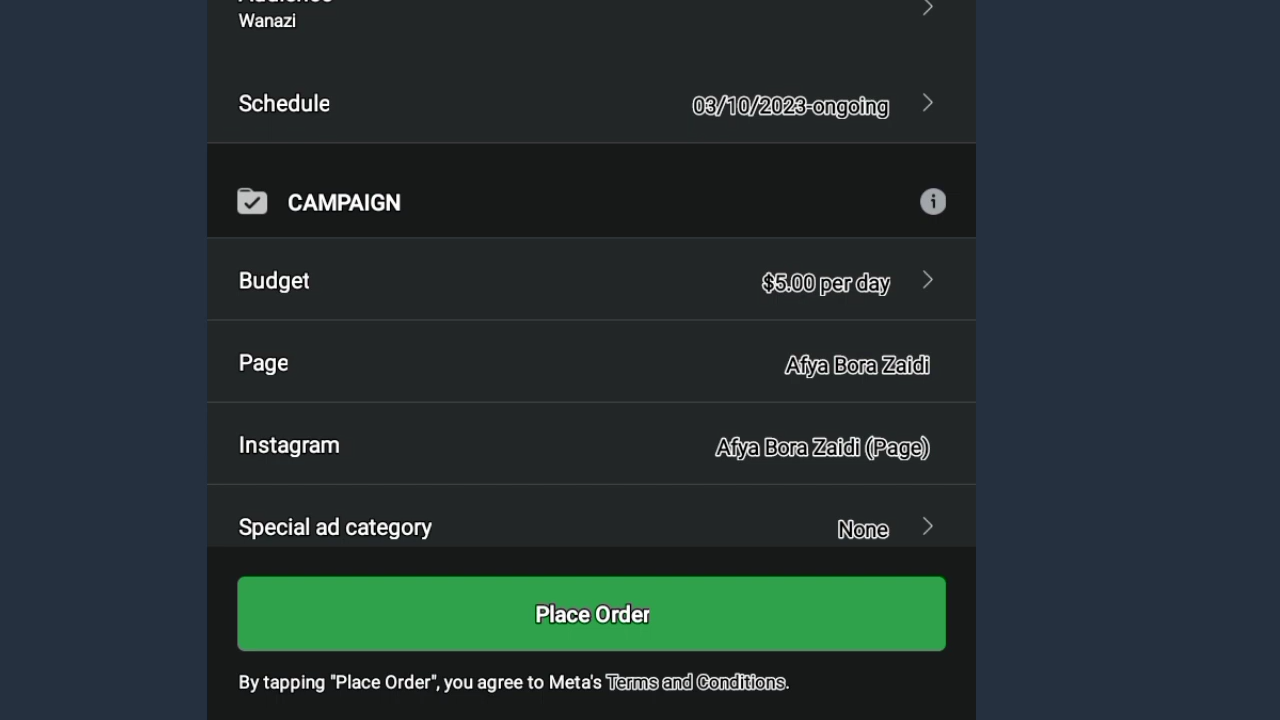 Audience
Wanazi
Schedule 03/10/2023-ongoing
CAMPAIGN
Budget $5.00 per day
Page Afya Bora Zaidi
Instagram Afya Bora Zaidi (Page)
Special ad category None
Place Order
By tapping "Place Order", you agree to Meta's Terms and Conditions.